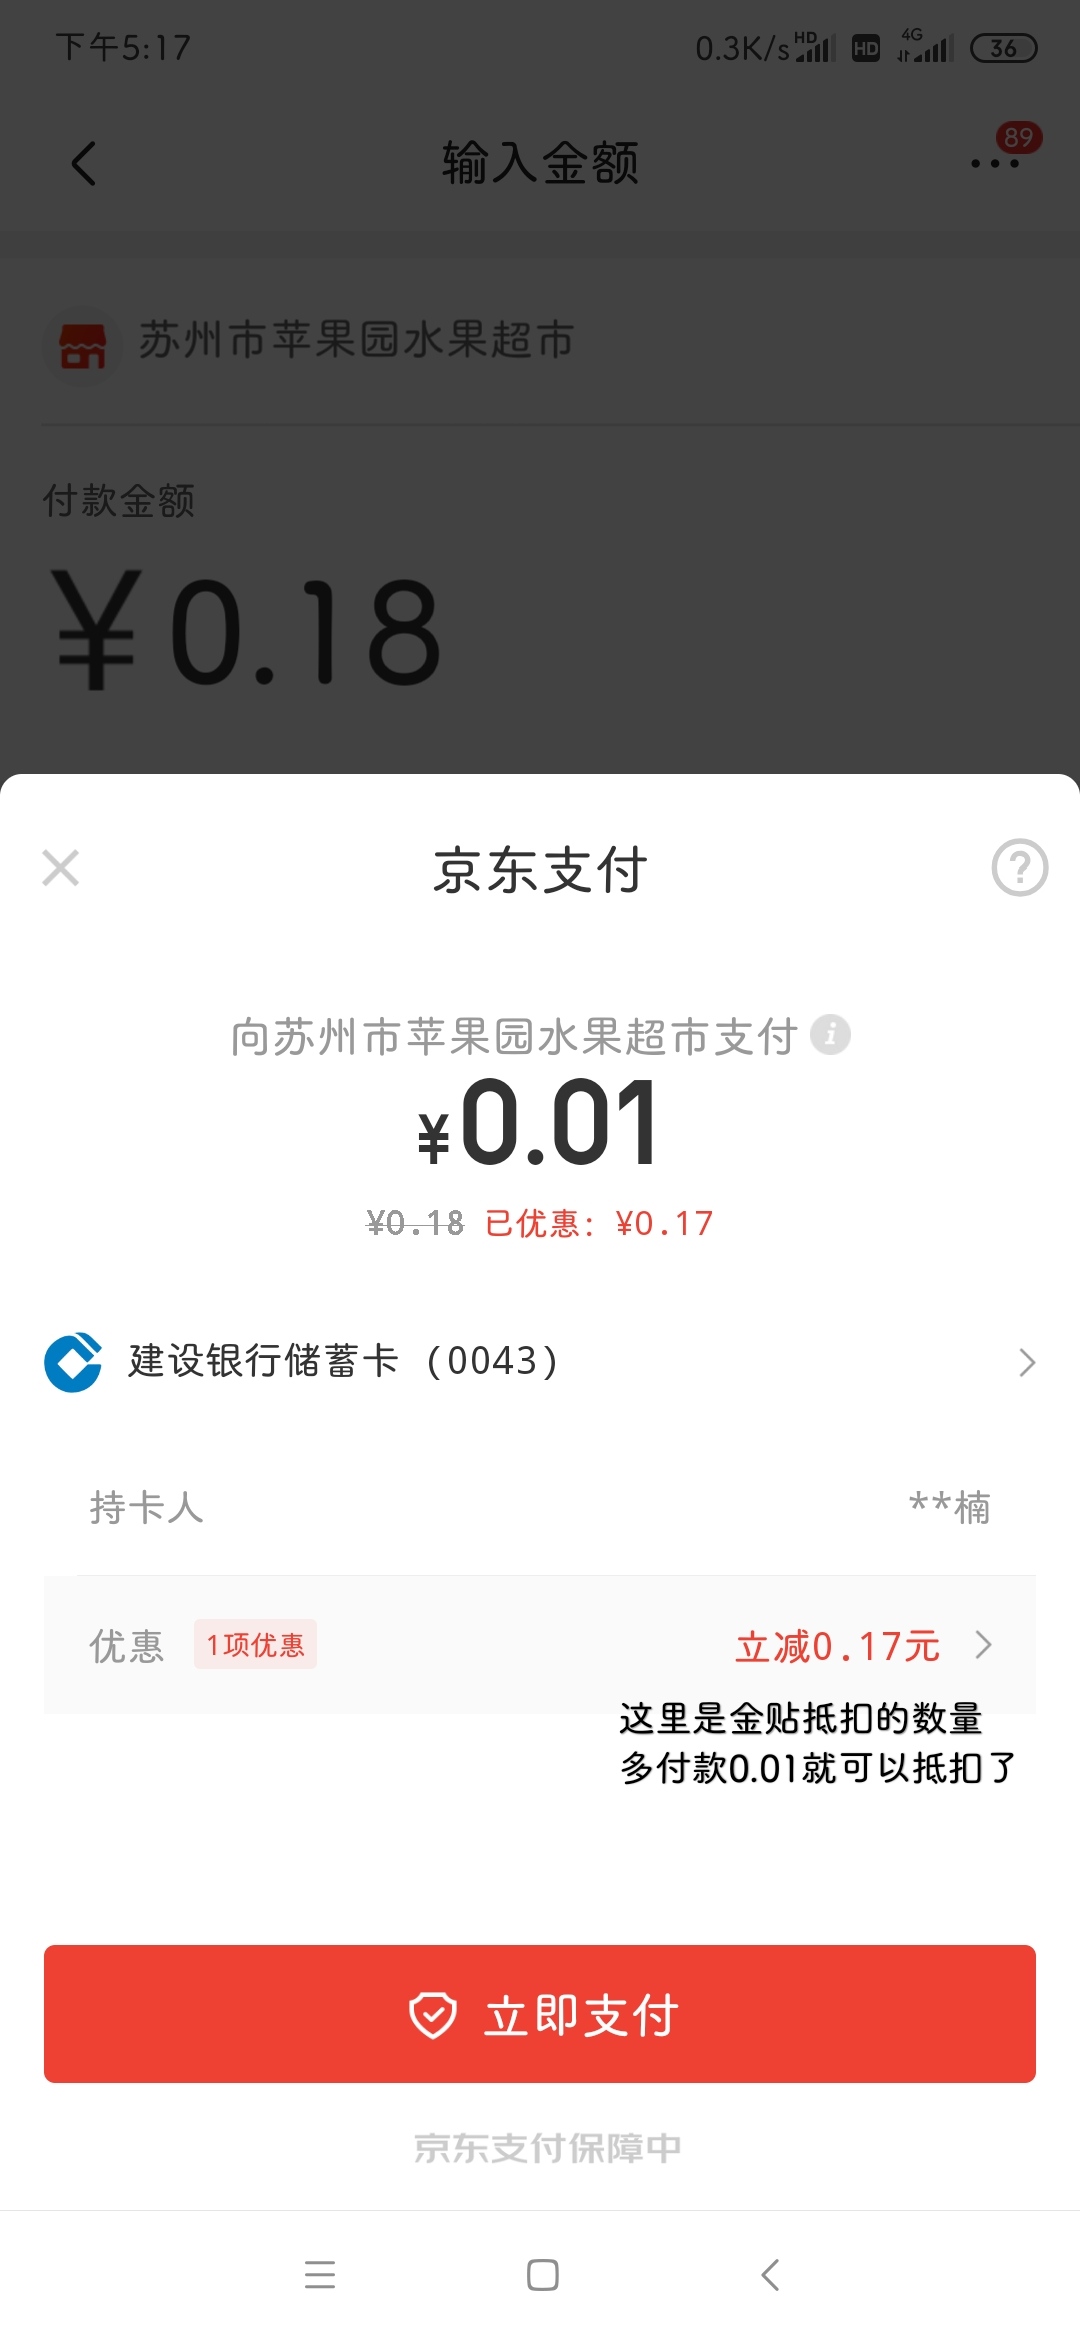 下午5:17
0.3K/s HD HD 4G 36
输入金额
89
苏州市苹果园水果超市
付款金额
¥0.18
京东支付
?
向苏州市苹果园水果超市支付 i
¥0.01
¥0.18 已优惠：¥0.17
建设银行储蓄卡（0043）
持卡人 **楠
优惠 1项优惠 立减0.17元
这里是金贴抵扣的数量
多付款0.01就可以抵扣了
立即支付
京东支付保障中